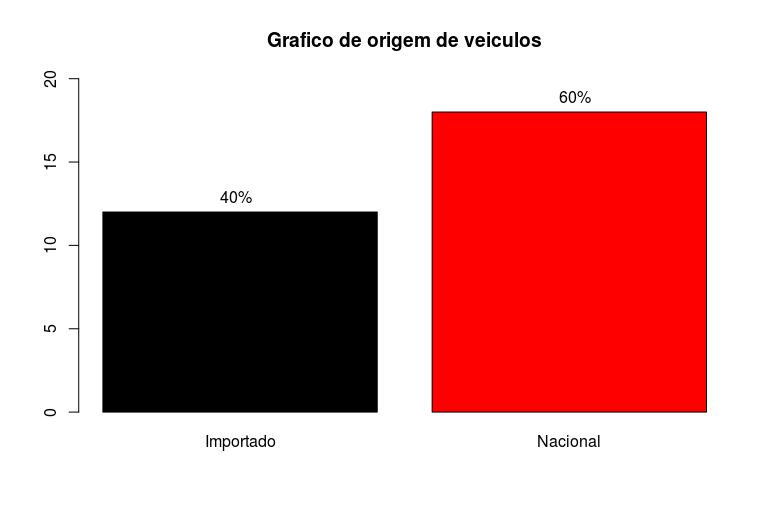 Grafico de origem de veiculos
20
15
10
5
0
40%
60%
Importado
Nacional